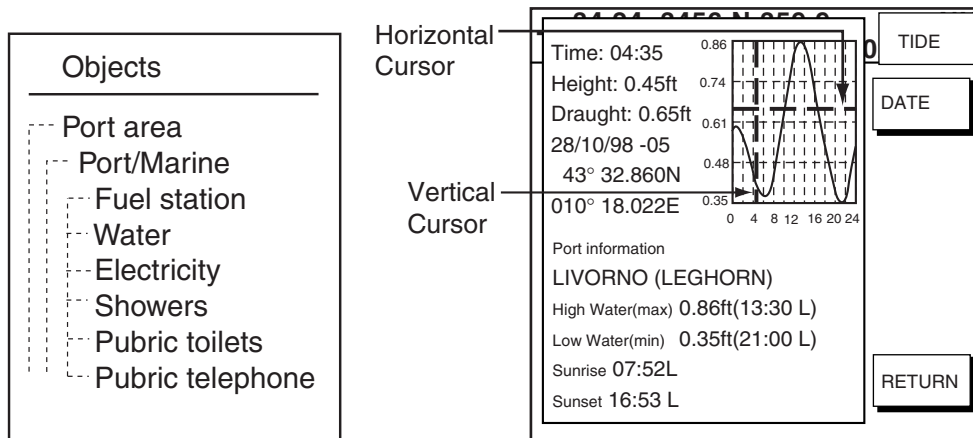 Objects
Port area
Port/Marine
Fuel station
Water
Electricity
Showers
Pubric toilets
Pubric telephone
Horizontal
Cursor
Vertical
Cursor
Time: 04:35
Height: 0.45ft
Draught: 0.65ft
28/10/98 -05
43° 32.860N
010° 18.022E
0.86
0.74
0.61
0.48
0.35
0 4 8 12 16 20 24
Port information
LIVORNO (LEGHORN)
High Water(max) 0.86ft(13:30 L)
Low Water(min) 0.35ft(21:00 L)
Sunrise 07:52L
Sunset 16:53 L
TIDE
DATE
RETURN